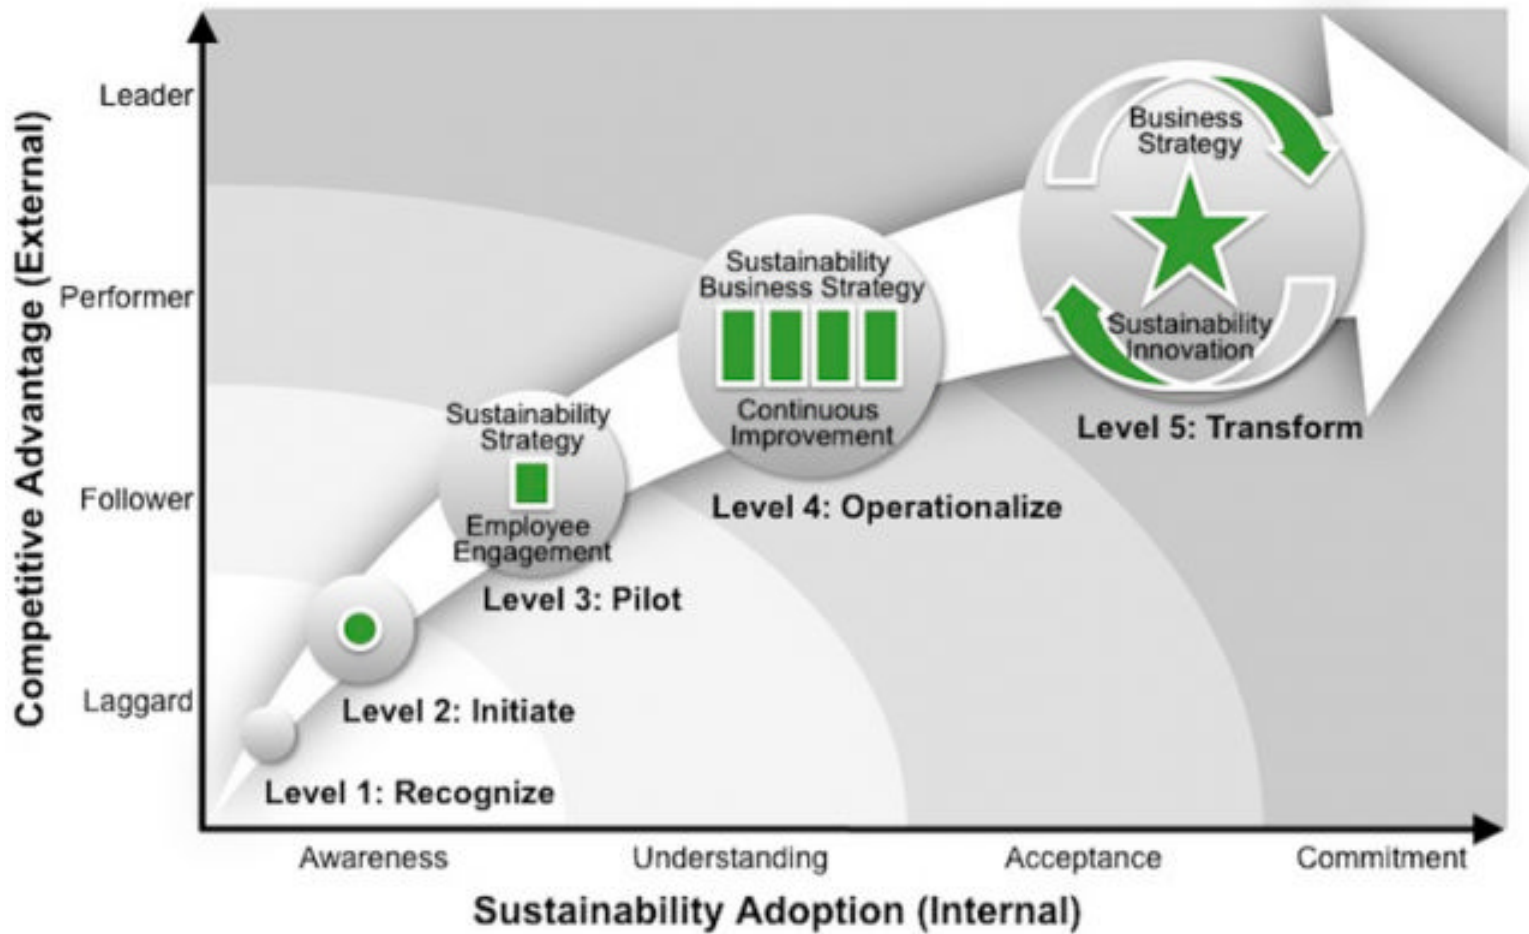 Competitive Advantage (External)
Leader
Performer
Follower
Laggard
Business
Strategy
Sustainability
Innovation
Level 5: Transform
Sustainability
Business Strategy
Continuous
Improvement
Level 4: Operationalize
Sustainability
Strategy
Employee
Engagement
Level 3: Pilot
Level 2: Initiate
Level 1: Recognize
Awareness
Understanding
Acceptance
Commitment
Sustainability Adoption (Internal)